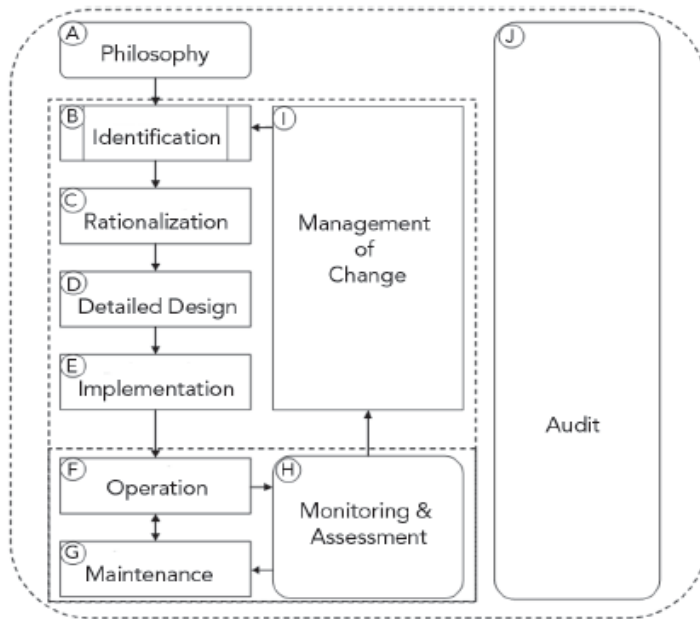 A
Philosophy
B
Identification
C
Rationalization
D
Detailed Design
E
Implementation
F
Operation
G
Maintenance
H
Monitoring &
Assessment
I
Management
of
Change
J
Audit